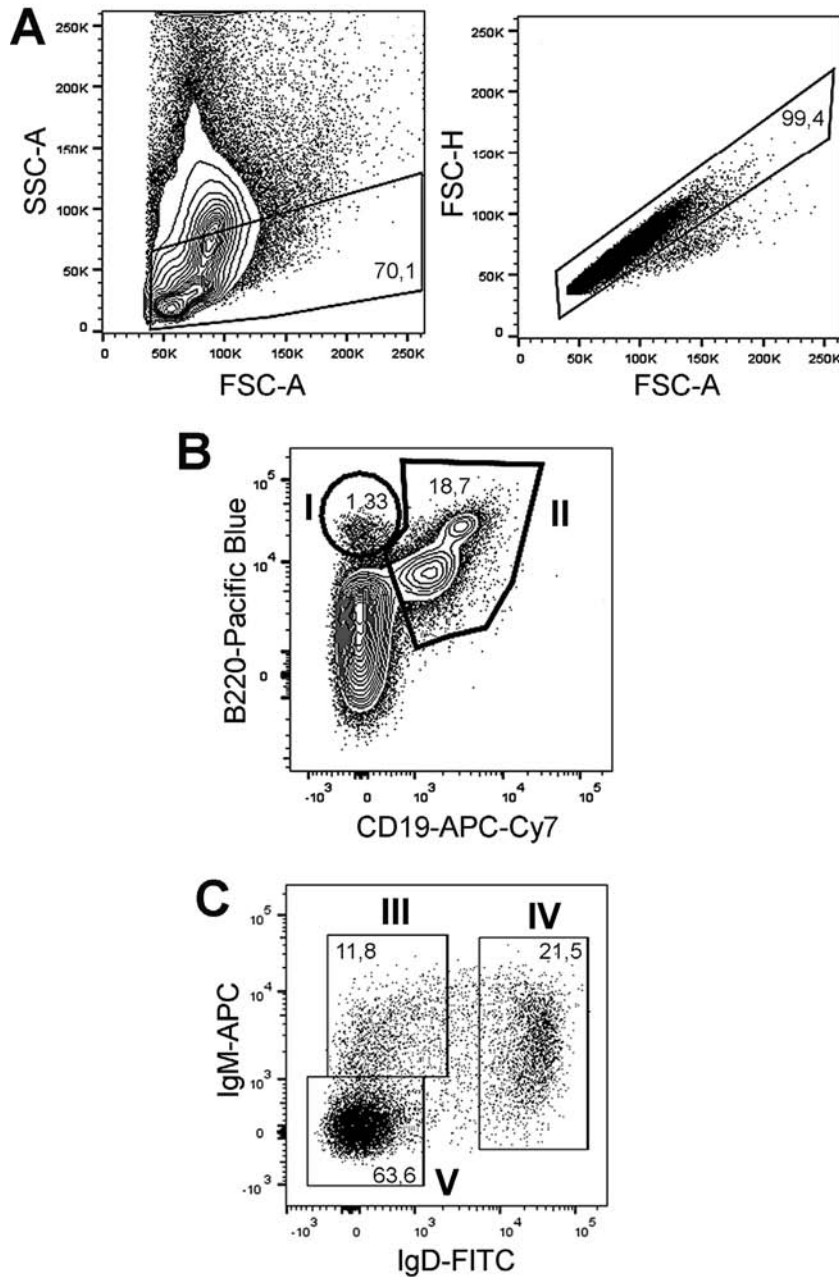 A
SSC-A
250K
200K
150K
100K
50K
0
70,1
0 50K 100K 150K 200K 250K
FSC-A
FSC-H
250K
200K
150K
100K
50K
0
99,4
0 50K 100K 150K 200K 250K
FSC-A
B
B220-Pacific Blue
10^5
10^4
0
I
1,33
18,7
II
-10^3 0 10^3 10^4 10^5
CD19-APC-Cy7
C
III IV
IgM-APC
10^5
10^4
10^3
0
-10^3
11,8
21,5
63,6
V
-10^3 0 10^3 10^4 10^5
IgD-FITC